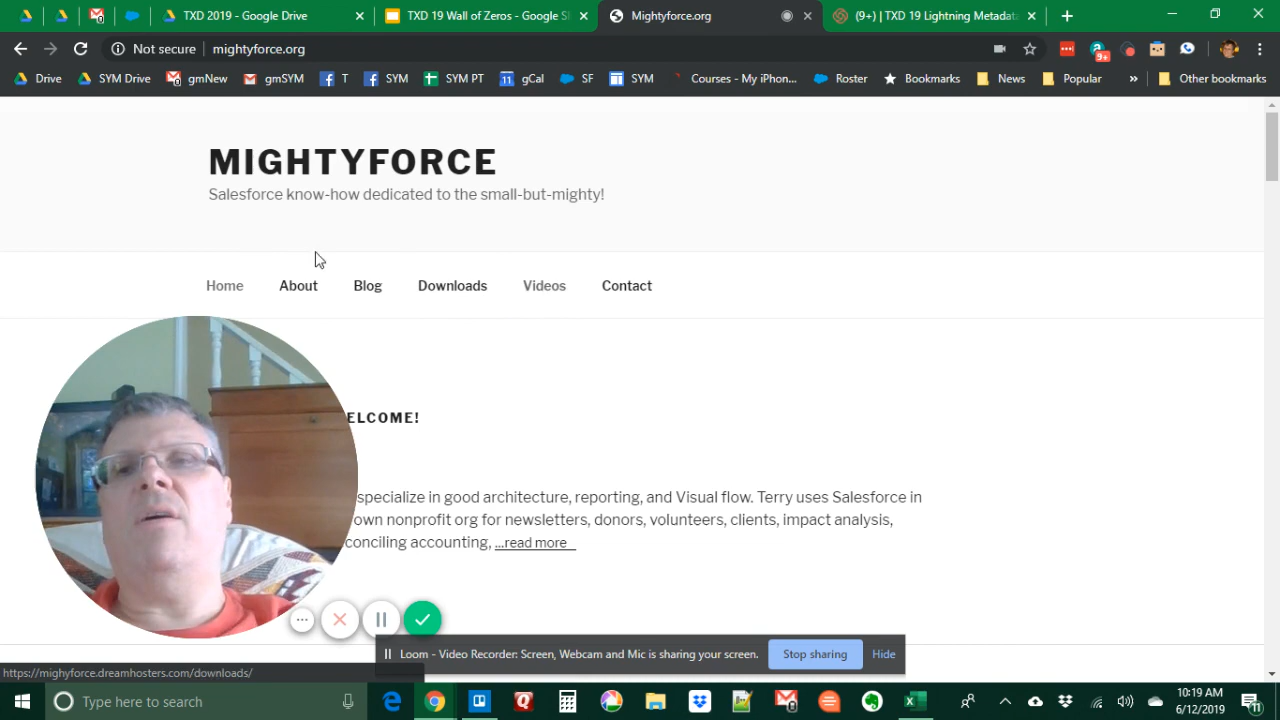 TXD 2019 - Google Drive
TXD 19 Wall of Zeros - Google Sl
Mightyforce.org
(9+) | TXD 19 Lightning Metadata
Not secure | mightyforce.org
9+
Drive
SYM Drive
gmNew
gmSYM
T
SYM
SYM PT
11 gCal
SF
SYM
Courses - My iPhon...
Roster
Bookmarks
News
Popular
Other bookmarks
MIGHTYFORCE
Salesforce know-how dedicated to the small-but-mighty!
Home About Blog Downloads Videos Contact
ELCOME!
specialize in good architecture, reporting, and Visual flow. Terry uses Salesforce in
own nonprofit org for newsletters, donors, volunteers, clients, impact analysis,
conciling accounting, ...read more
Loom - Video Recorder: Screen, Webcam and Mic is sharing your screen. Stop sharing Hide
https://mighyforce.dreamhosters.com/downloads/
Type here to search
10:19 AM
6/12/2019
11